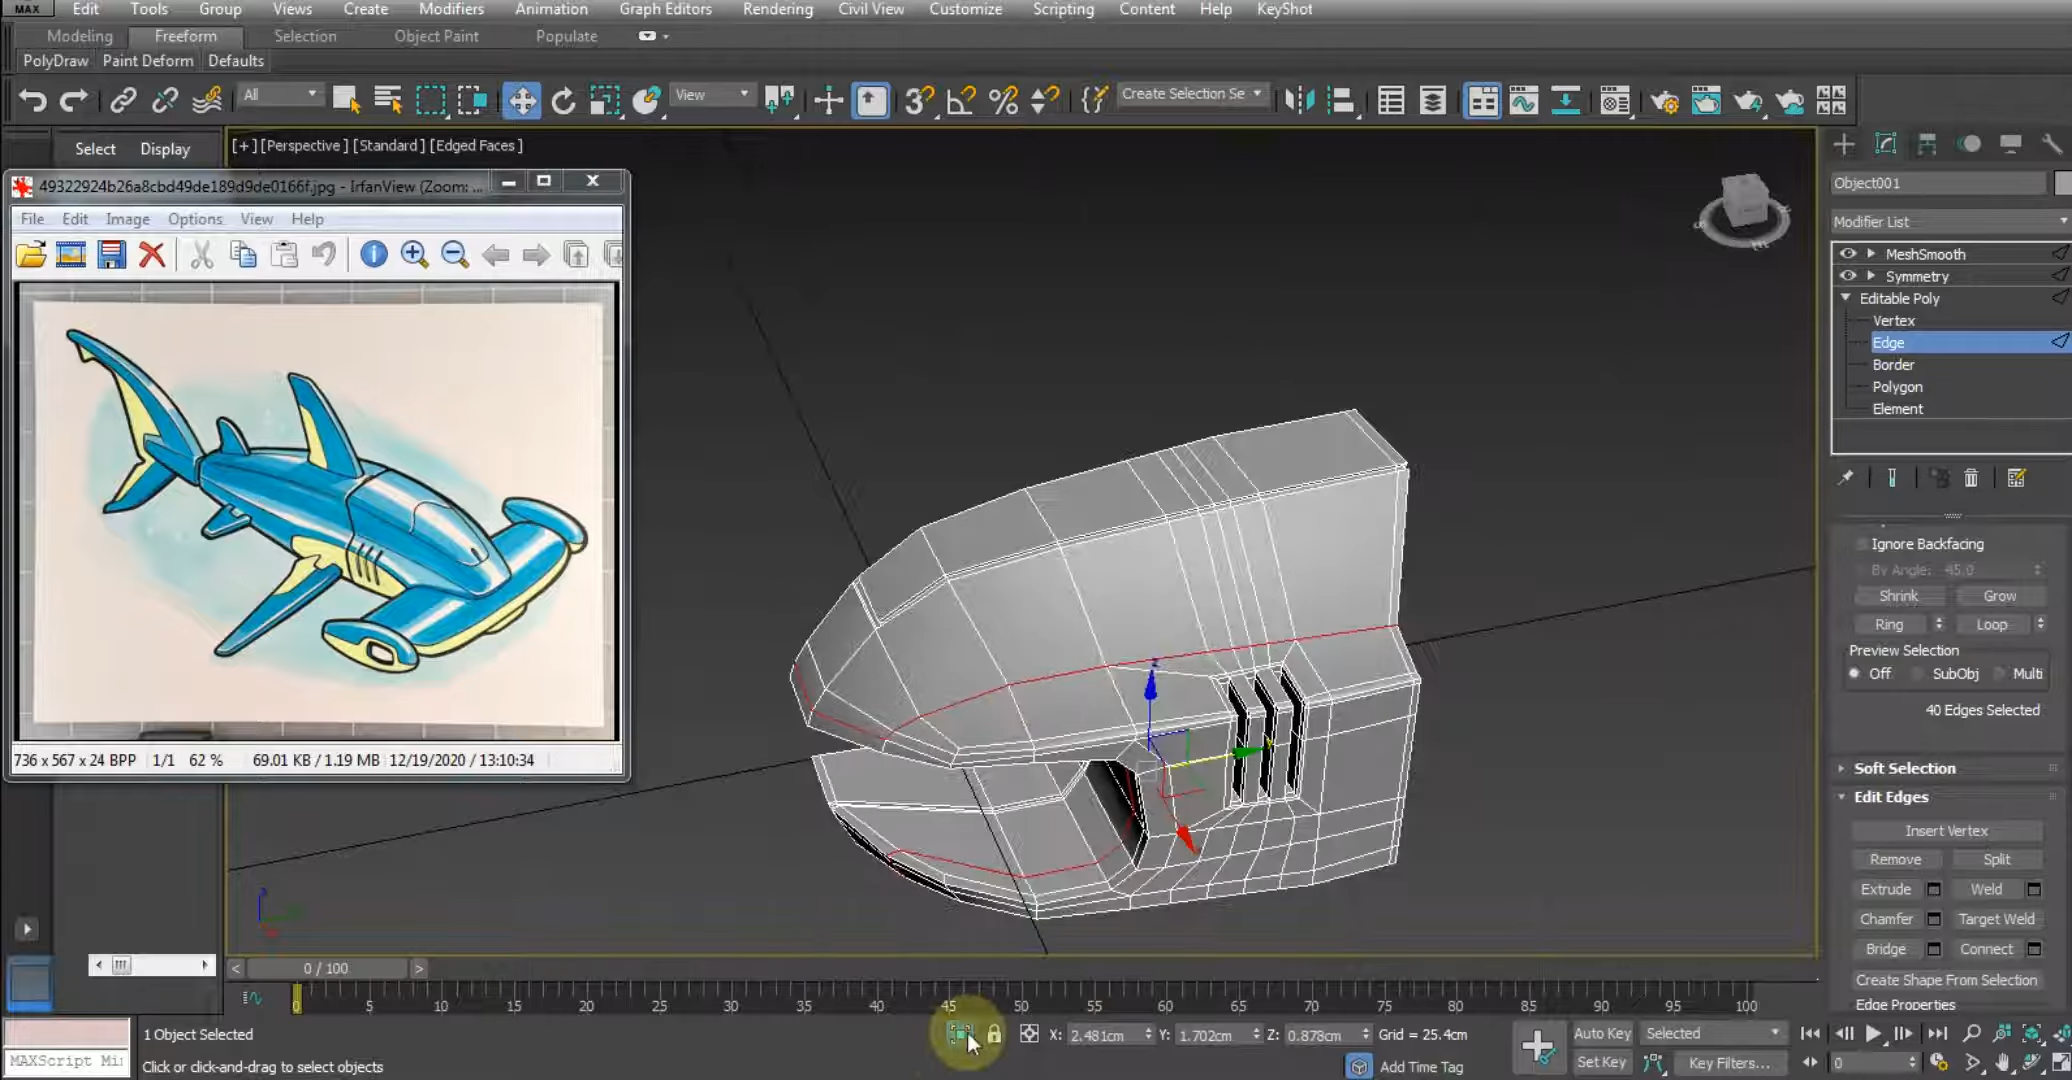 MAX Edit Tools Group Views Create Modifiers Animation Graph Editors Rendering Civil View Customize Scripting Content Help KeyShot
Modeling Freeform Selection Object Paint Populate
PolyDraw Paint Deform Defaults
All View Create Selection Se
Select Display
[+] [Perspective ] [Standard ] [Edged Faces ]
49322924b26a8cbd49de189d9de0166f.jpg - IrfanView (Zoom: ...
File Edit Image Options View Help
736 x 567 x 24 BPP 1/1 62 % 69.01 KB / 1.19 MB 12/19/2020 / 13:10:34
Object001
Modifier List
MeshSmooth
Symmetry
Editable Poly
Vertex
Edge
Border
Polygon
Element
Ignore Backfacing
By Angle: 45.0
Shrink Grow
Ring Loop
Preview Selection
Off SubObj Multi
40 Edges Selected
Soft Selection
Edit Edges
Insert Vertex
Remove Split
Extrude Weld
Chamfer Target Weld
Bridge Connect
Create Shape From Selection
Edge Properties
< 0 / 100 >
0 5 10 15 20 25 30 35 40 45 50 55 60 65 70 75 80 85 90 95 100
1 Object Selected
X: 2.481cm Y: 1.702cm Z: 0.878cm Grid = 25.4cm
Auto Key Selected
MAXScript Mi
Click or click-and-drag to select objects
Add Time Tag
Set Key Key Filters...
0